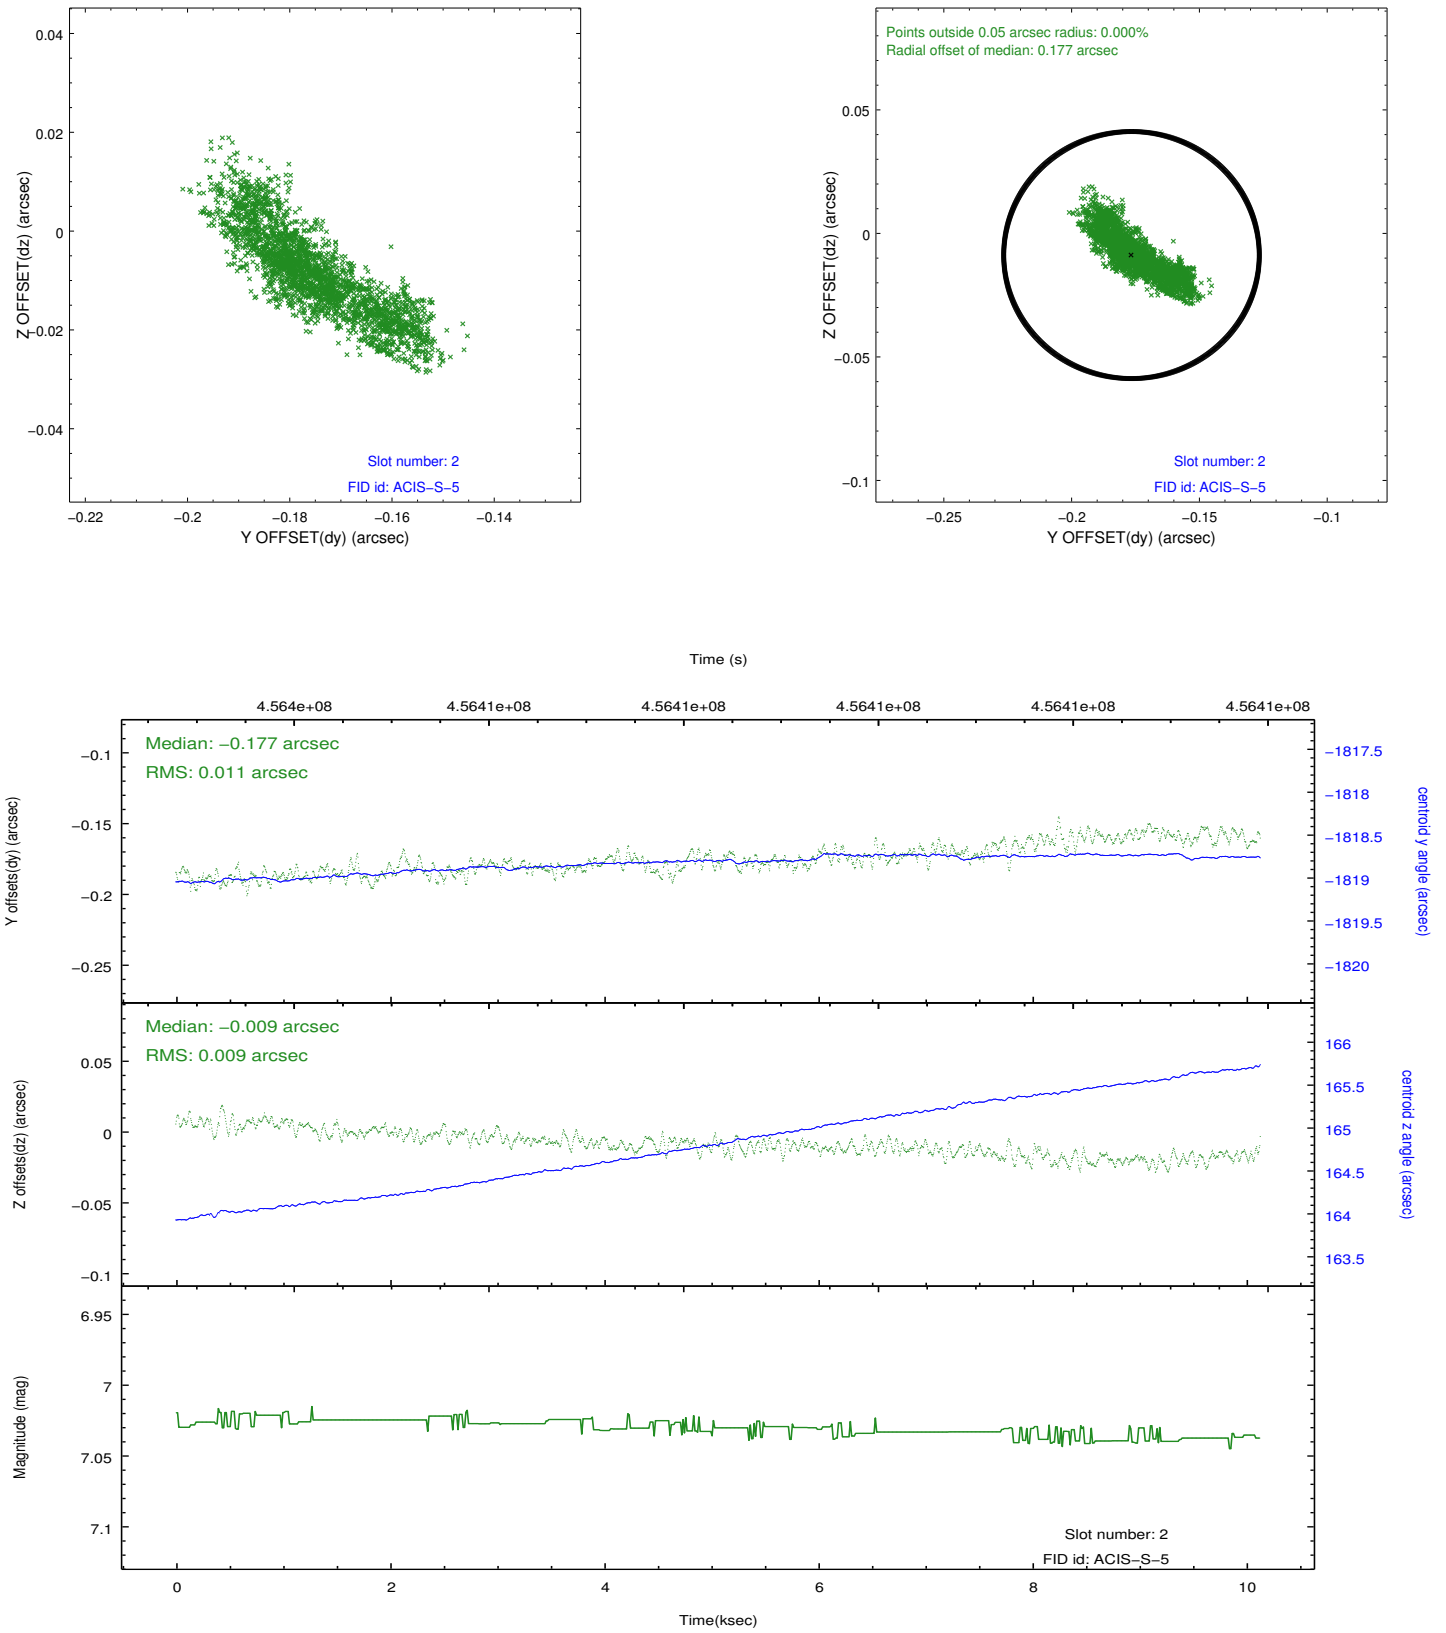 0.04
0.02
0
−0.02
−0.04
Z OFFSET(dz) (arcsec)
Slot number: 2
FID id: ACIS−S−5
−0.22
−0.2
−0.18
−0.16
−0.14
Y OFFSET(dy) (arcsec)
Points outside 0.05 arcsec radius: 0.000%
Radial offset of median: 0.177 arcsec
0.05
0
−0.05
−0.1
Z OFFSET(dz) (arcsec)
Slot number: 2
FID id: ACIS−S−5
−0.25
−0.2
−0.15
−0.1
Y OFFSET(dy) (arcsec)
Time (s)
4.564e+08
4.5641e+08
4.5641e+08
4.5641e+08
4.5641e+08
4.5641e+08
Median: −0.177 arcsec
RMS: 0.011 arcsec
−0.1
−0.15
−0.2
−0.25
Y offsets(dy) (arcsec)
−1817.5
−1818
−1818.5
−1819
−1819.5
−1820
centroid y angle (arcsec)
Median: −0.009 arcsec
RMS: 0.009 arcsec
0.05
0
−0.05
−0.1
Z offsets(dz) (arcsec)
166
165.5
165
164.5
164
163.5
centroid z angle (arcsec)
6.95
7
7.05
7.1
Magnitude (mag)
Slot number: 2
FID id: ACIS−S−5
0
2
4
6
8
10
Time(ksec)